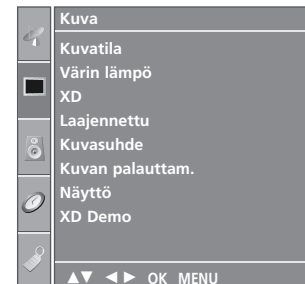 Kuva
Kuvatila
Värin lämpö
XD
Laajennettu
Kuvasuhde
Kuvan palauttam.
Näyttö
XD Demo
▲▼ ◄► OK MENU